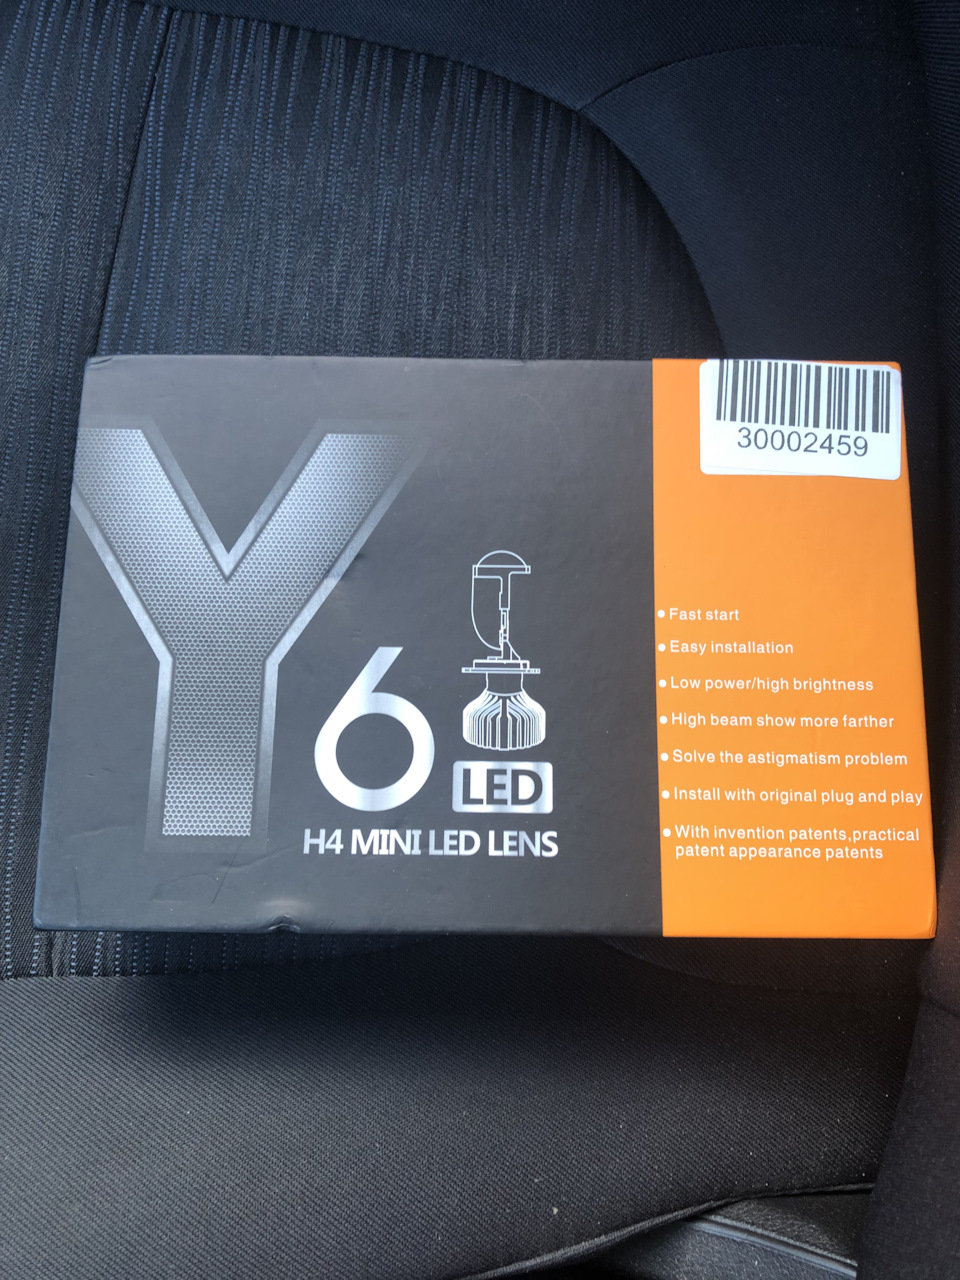 30002459
Y6
LED
H4 MINI LED LENS
Fast start
Easy installation
Low power/high brightness
High beam show more farther
Solve the astigmatism problem
Install with original plug and play
With invention patents,practical
patent appearance patents